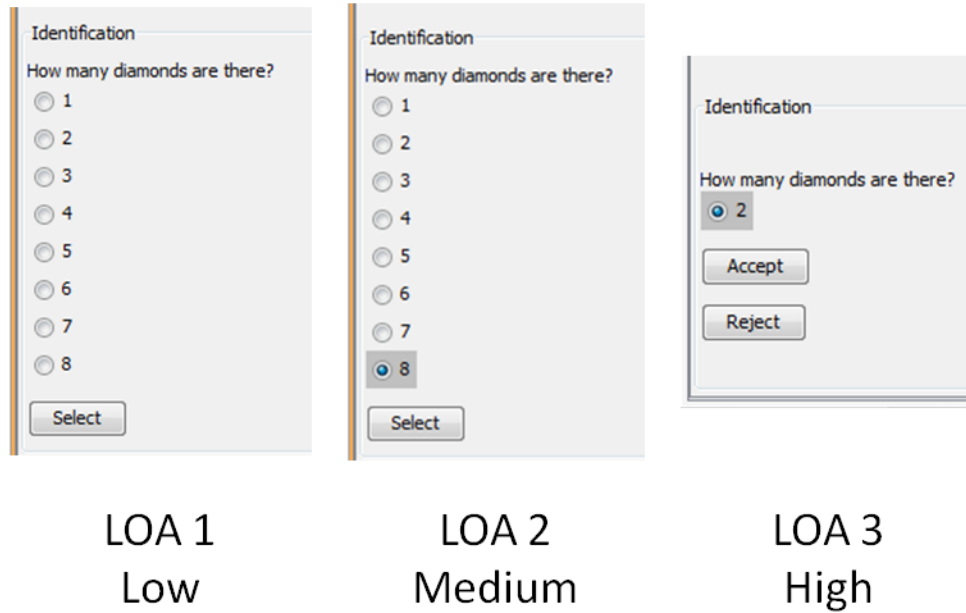 Identification
How many diamonds are there?
1
2
3
4
5
6
7
8
Select
LOA 1
Low
Identification
How many diamonds are there?
1
2
3
4
5
6
7
8
Select
LOA 2
Medium
Identification
How many diamonds are there?
2
Accept
Reject
LOA 3
High